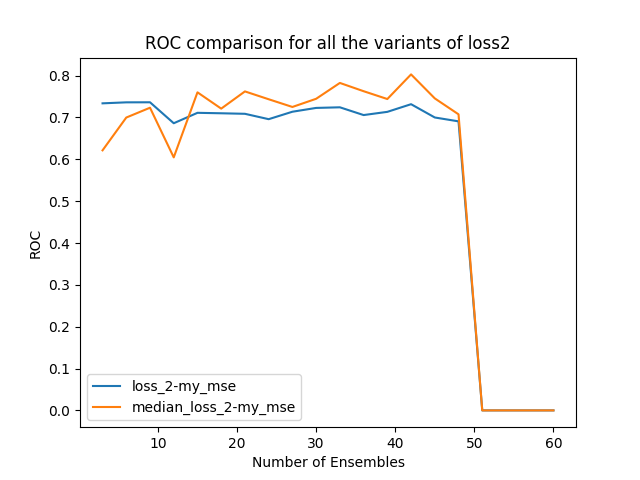 ROC comparison for all the variants of loss2
0.8
0.7
0.6
0.5
0.4
0.3
0.2
0.1
0.0
ROC
loss_2-my_mse
median_loss_2-my_mse
10 20 30 40 50 60
Number of Ensembles